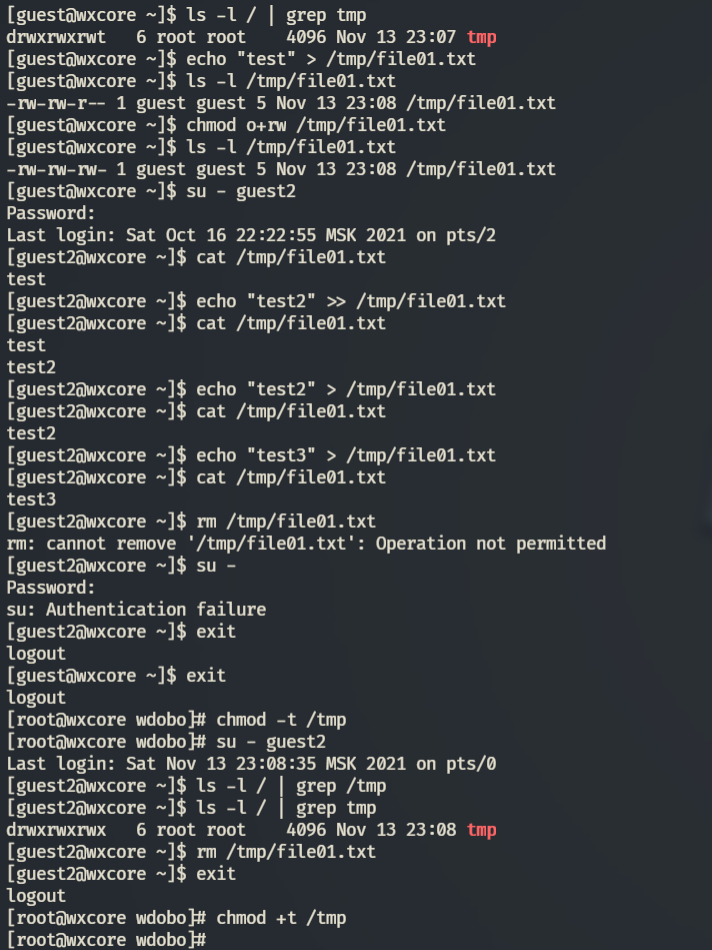 [guest@wxcore ~]$ ls -l / | grep tmp
drwxrwxrwt   6 root root    4096 Nov 13 23:07 tmp
[guest@wxcore ~]$ echo "test" > /tmp/file01.txt
[guest@wxcore ~]$ ls -l /tmp/file01.txt
-rw-rw-r-- 1 guest guest 5 Nov 13 23:08 /tmp/file01.txt
[guest@wxcore ~]$ chmod o+rw /tmp/file01.txt
[guest@wxcore ~]$ ls -l /tmp/file01.txt
-rw-rw-rw- 1 guest guest 5 Nov 13 23:08 /tmp/file01.txt
[guest@wxcore ~]$ su - guest2
Password:
Last login: Sat Oct 16 22:22:55 MSK 2021 on pts/2
[guest2@wxcore ~]$ cat /tmp/file01.txt
test
[guest2@wxcore ~]$ echo "test2" >> /tmp/file01.txt
[guest2@wxcore ~]$ cat /tmp/file01.txt
test
test2
[guest2@wxcore ~]$ echo "test2" > /tmp/file01.txt
[guest2@wxcore ~]$ cat /tmp/file01.txt
test2
[guest2@wxcore ~]$ echo "test3" > /tmp/file01.txt
[guest2@wxcore ~]$ cat /tmp/file01.txt
test3
[guest2@wxcore ~]$ rm /tmp/file01.txt
rm: cannot remove '/tmp/file01.txt': Operation not permitted
[guest2@wxcore ~]$ su -
Password:
su: Authentication failure
[guest2@wxcore ~]$ exit
logout
[guest@wxcore ~]$ exit
logout
[root@wxcore wdobo]# chmod -t /tmp
[root@wxcore wdobo]# su - guest2
Last login: Sat Nov 13 23:08:35 MSK 2021 on pts/0
[guest2@wxcore ~]$ ls -l / | grep /tmp
[guest2@wxcore ~]$ ls -l / | grep tmp
drwxrwxrwx   6 root root    4096 Nov 13 23:08 tmp
[guest2@wxcore ~]$ rm /tmp/file01.txt
[guest2@wxcore ~]$ exit
logout
[root@wxcore wdobo]# chmod +t /tmp
[root@wxcore wdobo]#